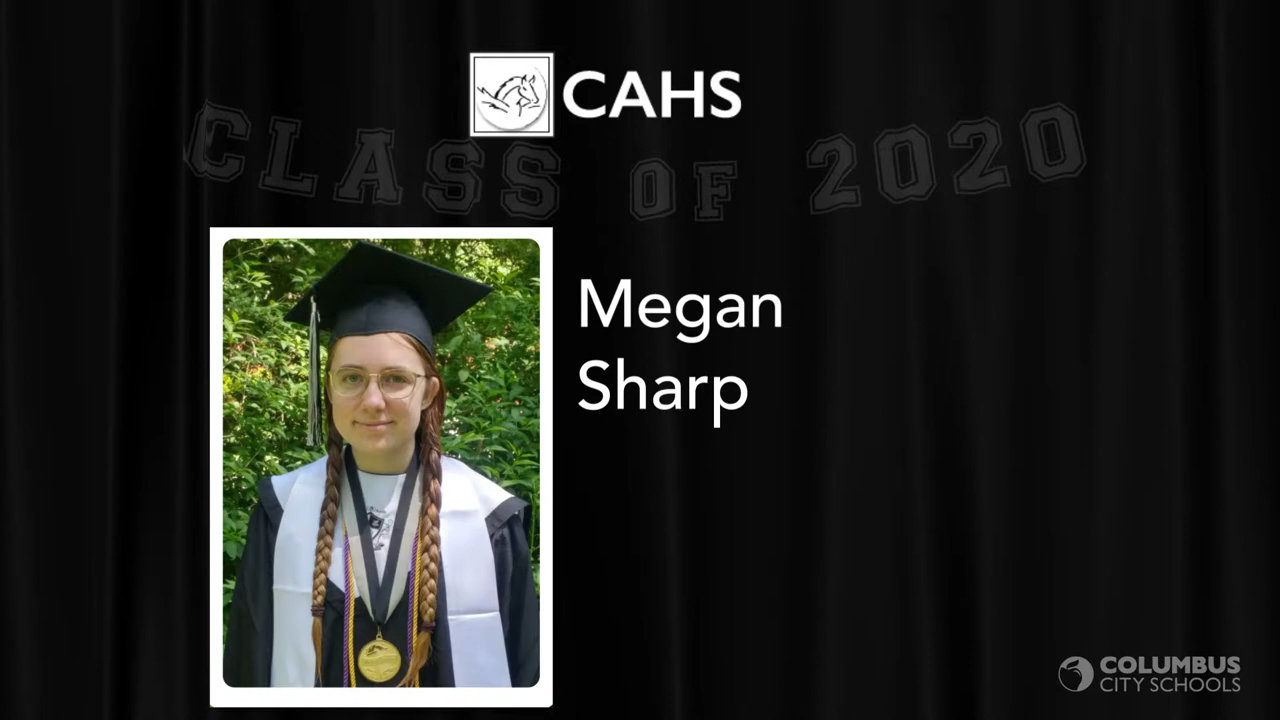 CAHS
CLASS OF 2020
Megan
Sharp
COLUMBUS
CITY SCHOOLS